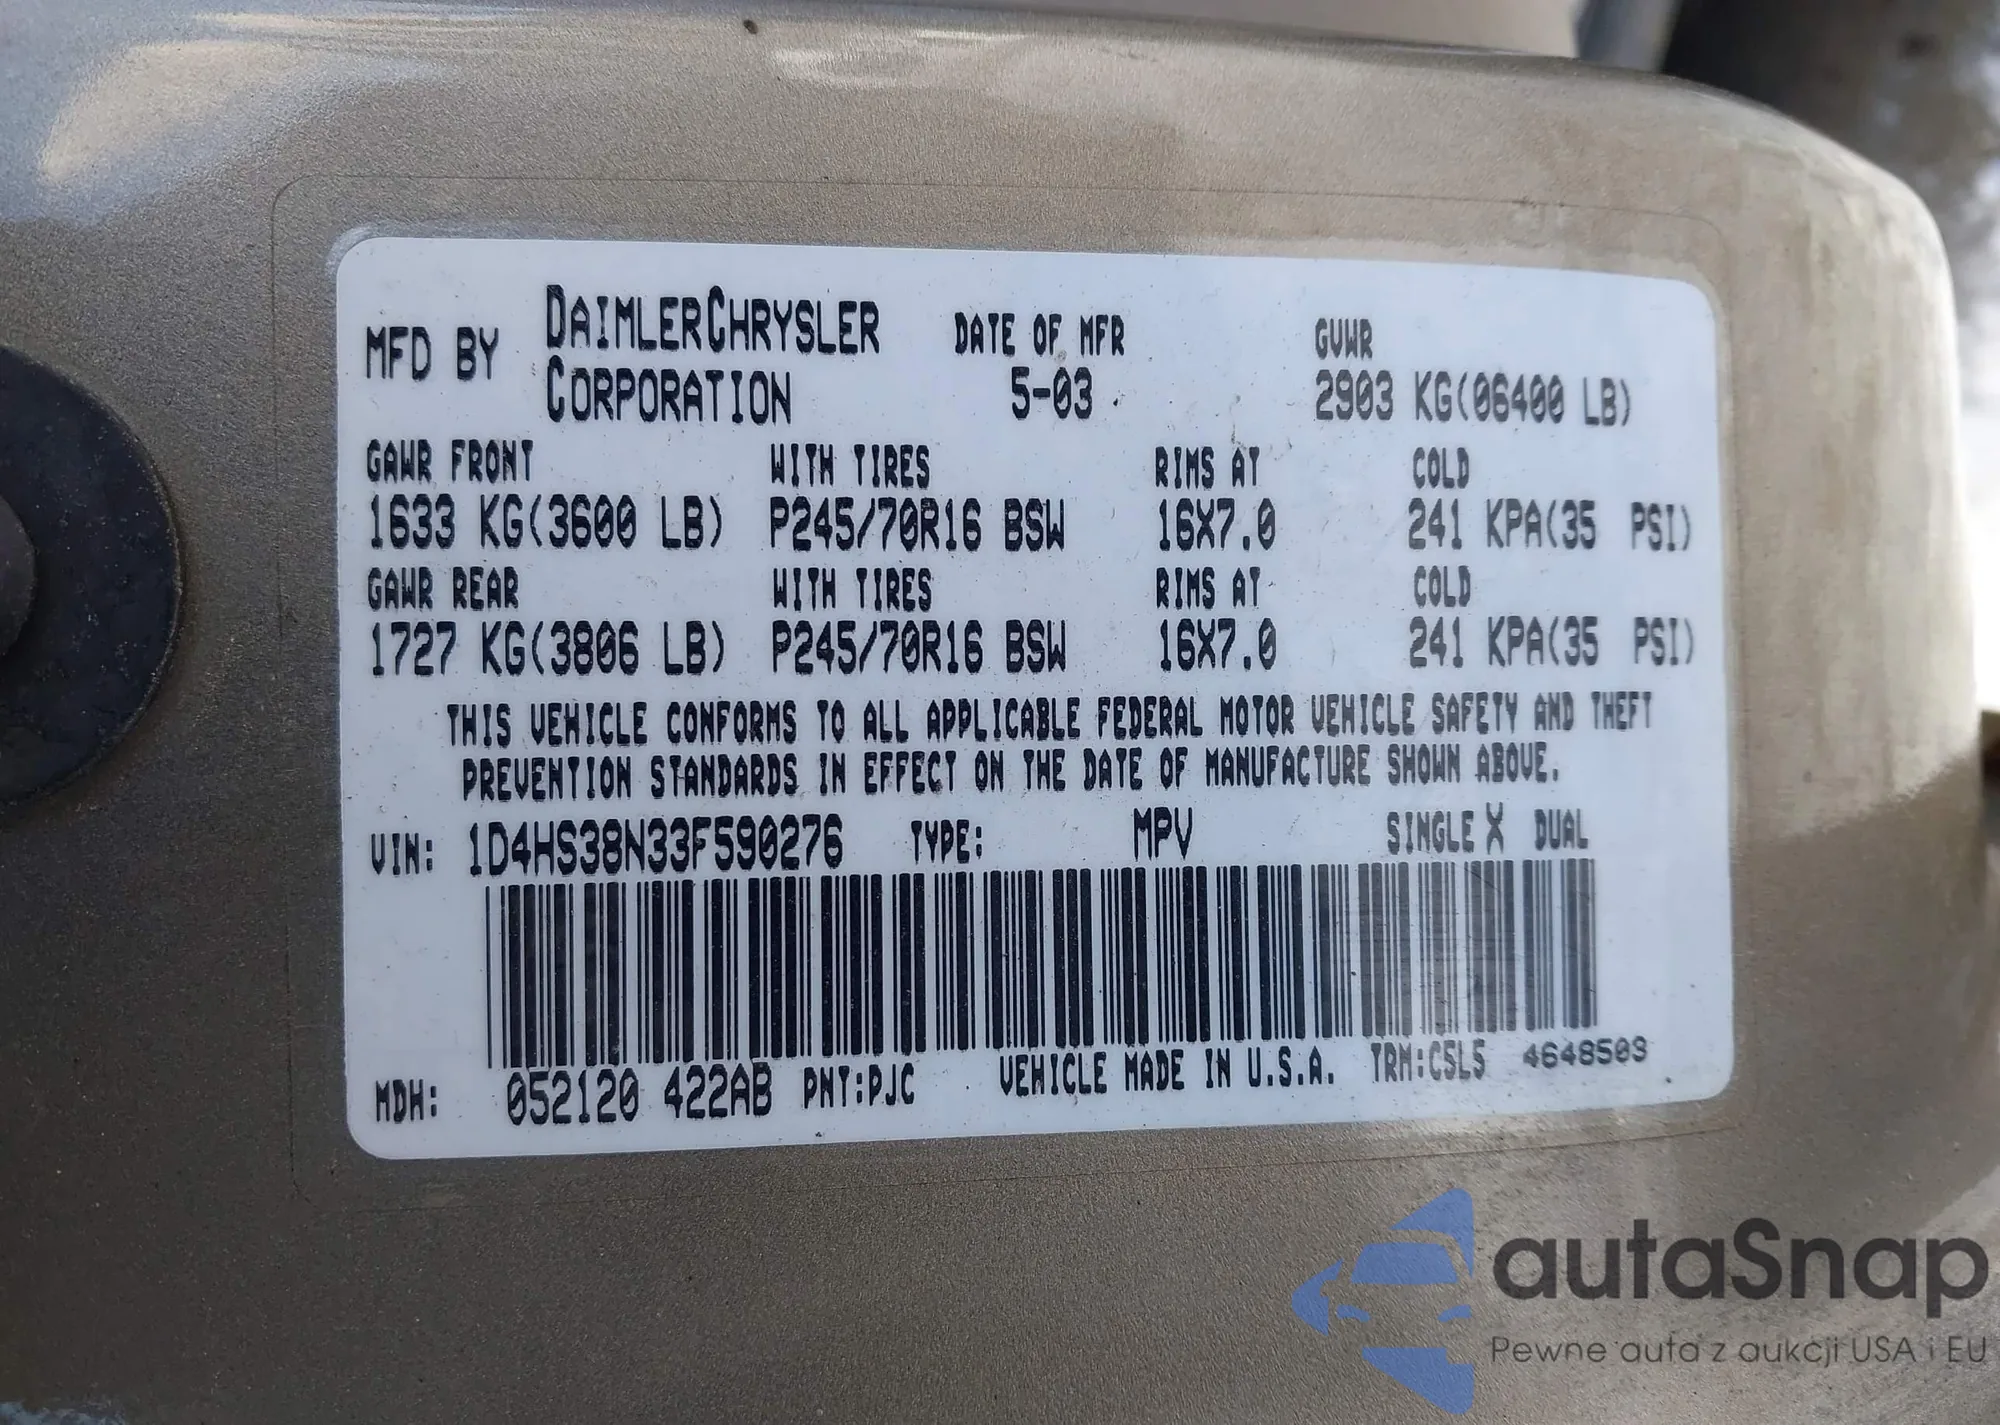 MFD BY DAIMLERCHRYSLER CORPORATION DATE OF MFR 5-03 GVWR 2903 KG(06400 LB)
GAWR FRONT WITH TIRES RIMS AT COLD
1633 KG(3600 LB) P245/70R16 BSW 16X7.0 241 KPA(35 PSI)
GAWR REAR WITH TIRES RIMS AT COLD
1727 KG(3806 LB) P245/70R16 BSW 16X7.0 241 KPA(35 PSI)
THIS VEHICLE CONFORMS TO ALL APPLICABLE FEDERAL MOTOR VEHICLE SAFETY AND THEFT
PREVENTION STANDARDS IN EFFECT ON THE DATE OF MANUFACTURE SHOWN ABOVE.
VIN: 1D4HS38N33F590276 TYPE: MPV SINGLE X DUAL
MDH: 052120 422AB PNT:PJC VEHICLE MADE IN U.S.A. TRM:C5L5 4648509
autaSnap
Pewne auta z aukcji USA i EU